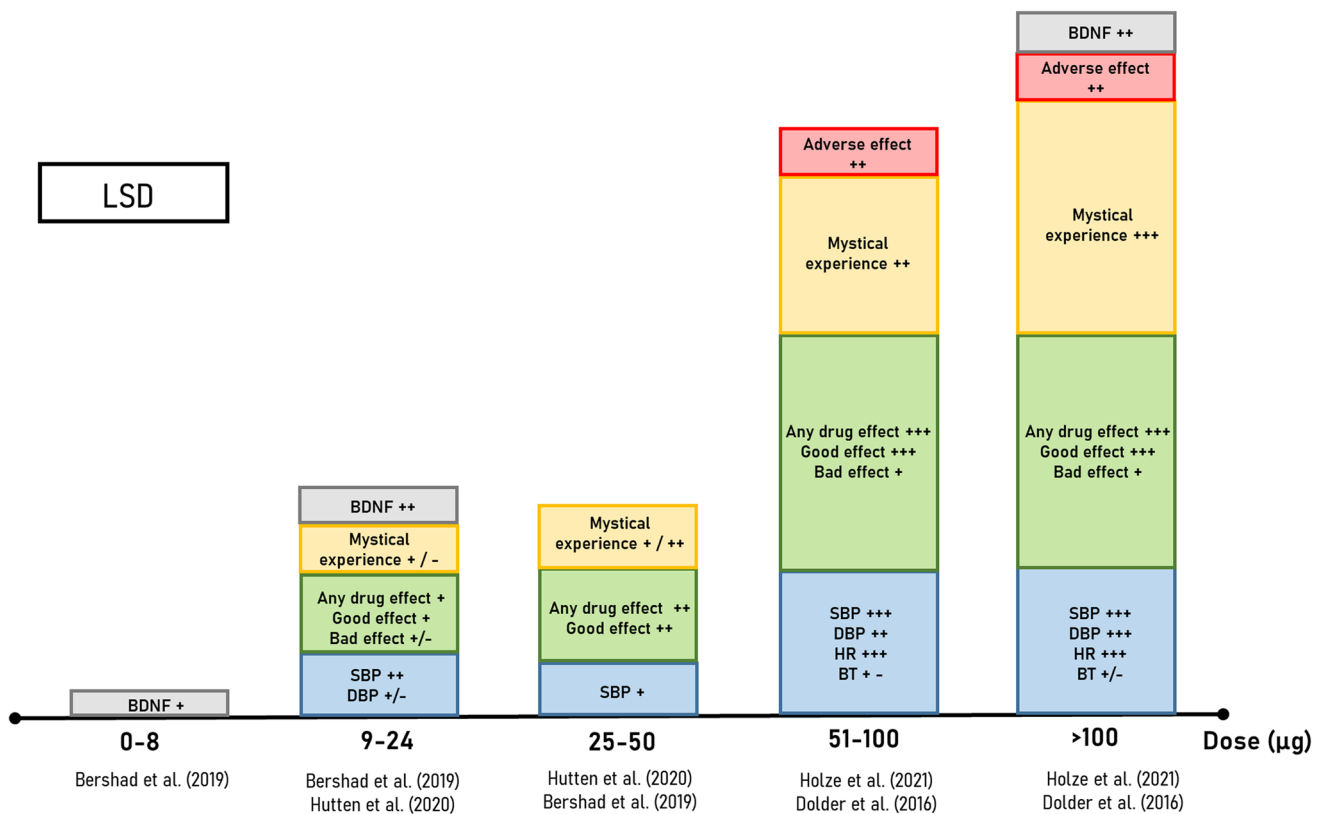 LSD
BDNF +
0-8
Bershad et al. (2019)
BDNF ++
Mystical
experience + / -
Any drug effect +
Good effect +
Bad effect +/-
SBP ++
DBP +/-
9-24
Bershad et al. (2019)
Hutten et al. (2020)
Mystical
experience + / ++
Any drug effect ++
Good effect ++
SBP +
25-50
Hutten et al. (2020)
Bershad et al. (2019)
Adverse effect
++
Mystical
experience ++
Any drug effect +++
Good effect +++
Bad effect +
SBP +++
DBP ++
HR +++
BT + -
51-100
Holze et al. (2021)
Dolder et al. (2016)
BDNF ++
Adverse effect
++
Mystical
experience +++
Any drug effect +++
Good effect +++
Bad effect +
SBP +++
DBP +++
HR +++
BT +/-
>100
Holze et al. (2021)
Dolder et al. (2016)
Dose (µg)